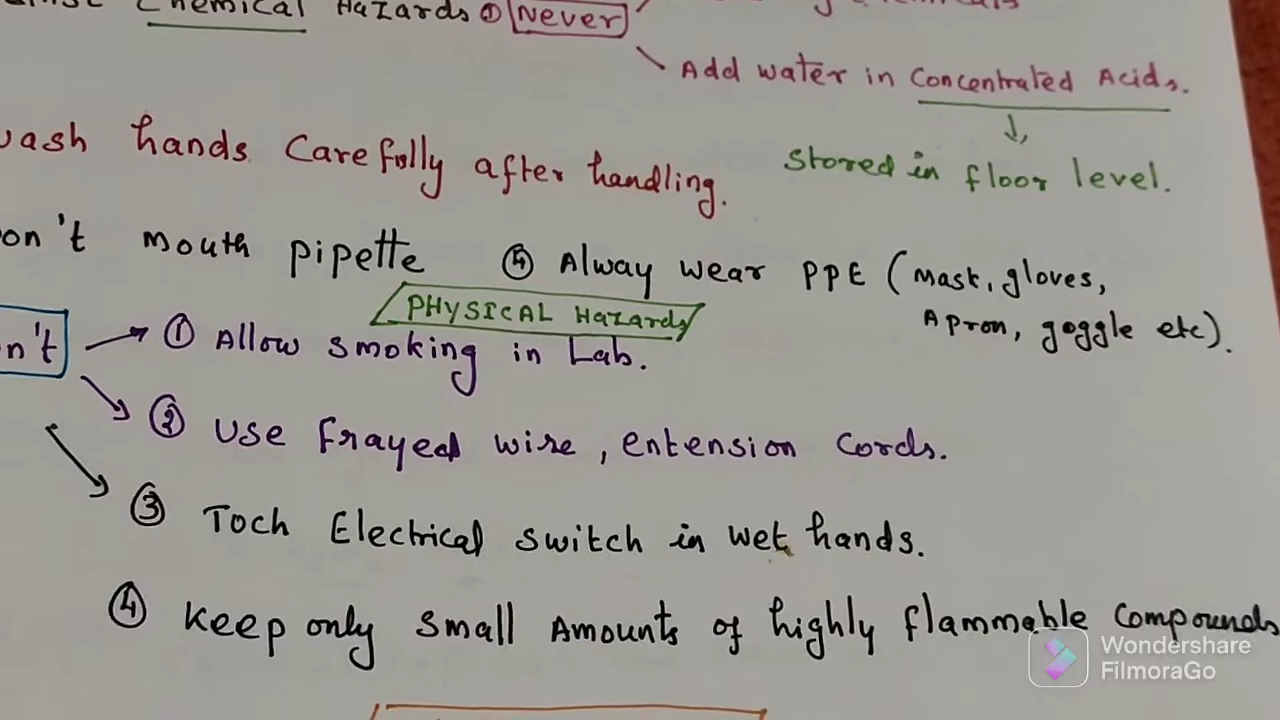 Chemical Hazards ① Never
Add water in Concentrated Acids.
wash hands Carefully after handling.
↓
Stored in floor level.
on't mouth pipette ④ Alway wear PPE (mask, gloves,
Apron, goggle etc).
PHYSICAL Hazards
n't → ① Allow smoking in Lab.
② Use frayed wire, entension Cords.
③ Toch Electrical switch in wet hands.
④ Keep only small Amounts of highly flammable Compounds
Wondershare
FilmoraGo